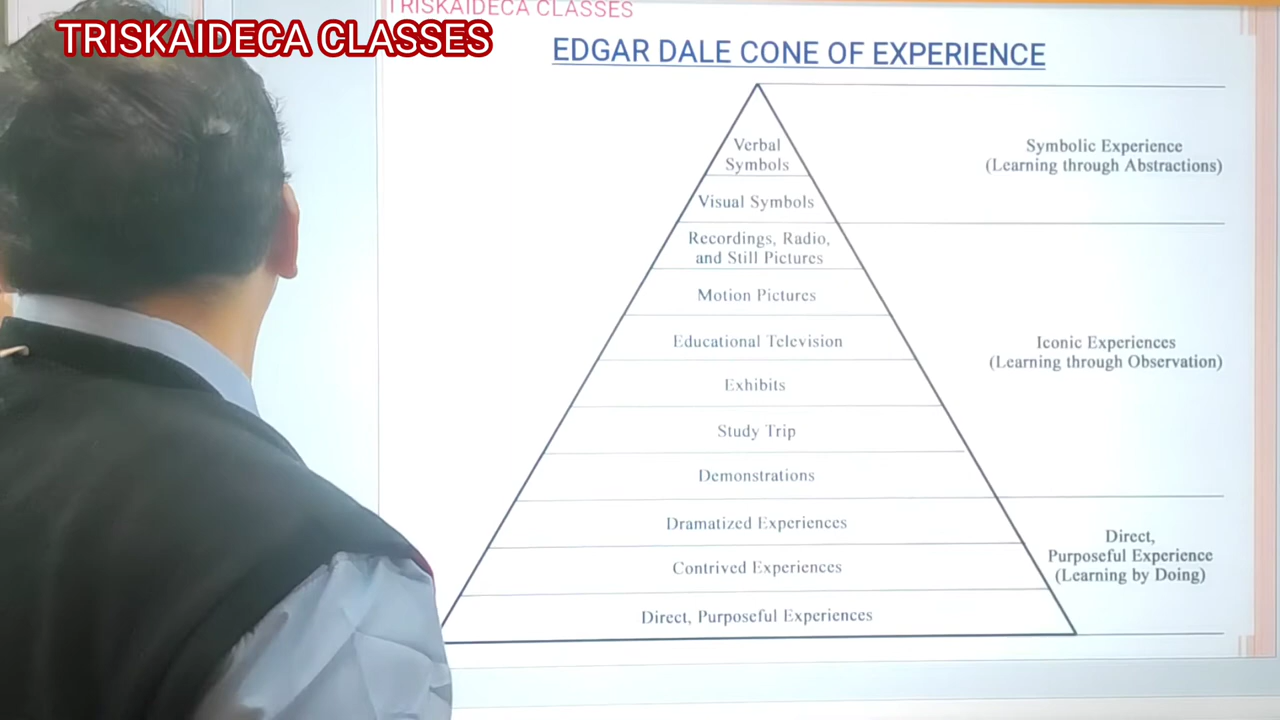 TRISKAIDECA CLASSES
TRISKAIDECA CLASSES
EDGAR DALE CONE OF EXPERIENCE
Verbal
Symbols
Visual Symbols
Recordings, Radio,
and Still Pictures
Motion Pictures
Educational Television
Exhibits
Study Trip
Demonstrations
Dramatized Experiences
Contrived Experiences
Direct, Purposeful Experiences
Symbolic Experience
(Learning through Abstractions)
Iconic Experiences
(Learning through Observation)
Direct,
Purposeful Experience
(Learning by Doing)